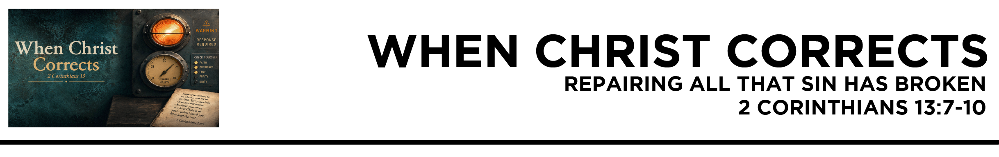 When Christ
Corrects
2 Corinthians 13
WARNING
RESPONSE
REQUIRED
CHECK YOURSELF
FAITH
OBEDIENCE
LOVE
PURITY
UNITY
0
25
50
75
100
SPIRITUAL
HEALTH
Examine yourselves, to
see whether you are in
the faith. Test yourselves.
Or do you not realize
this about yourselves,
that Jesus Christ is in
you?—unless indeed you
fail to meet the test!
- 2 Corinthians 13:5
WHEN CHRIST CORRECTS
REPAIRING ALL THAT SIN HAS BROKEN
2 CORINTHIANS 13:7-10